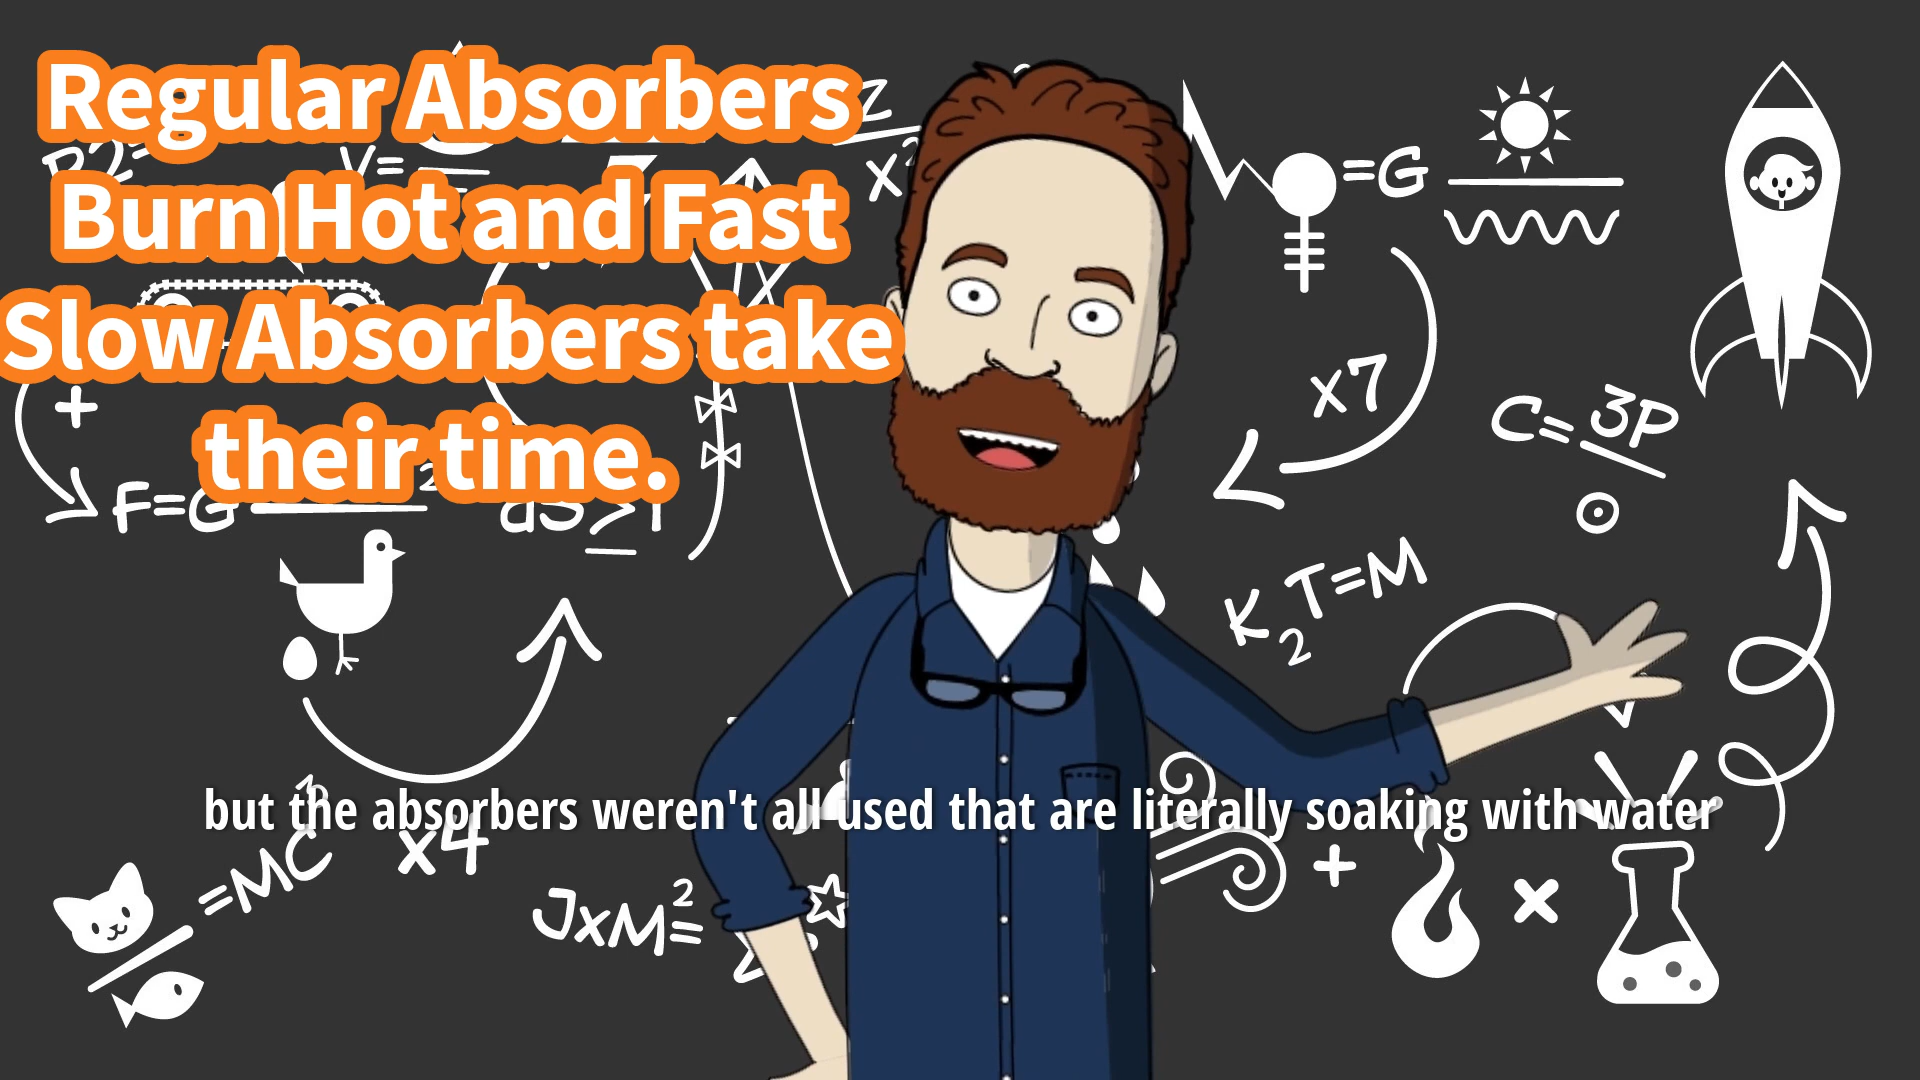 Regular Absorbers
Burn Hot and Fast
Slow Absorbers take
their time.
=G
x7
C=3P
F=G
K2T=M
but the absorbers weren't all used that are literally soaking with water
x4
=MC
JxM2=